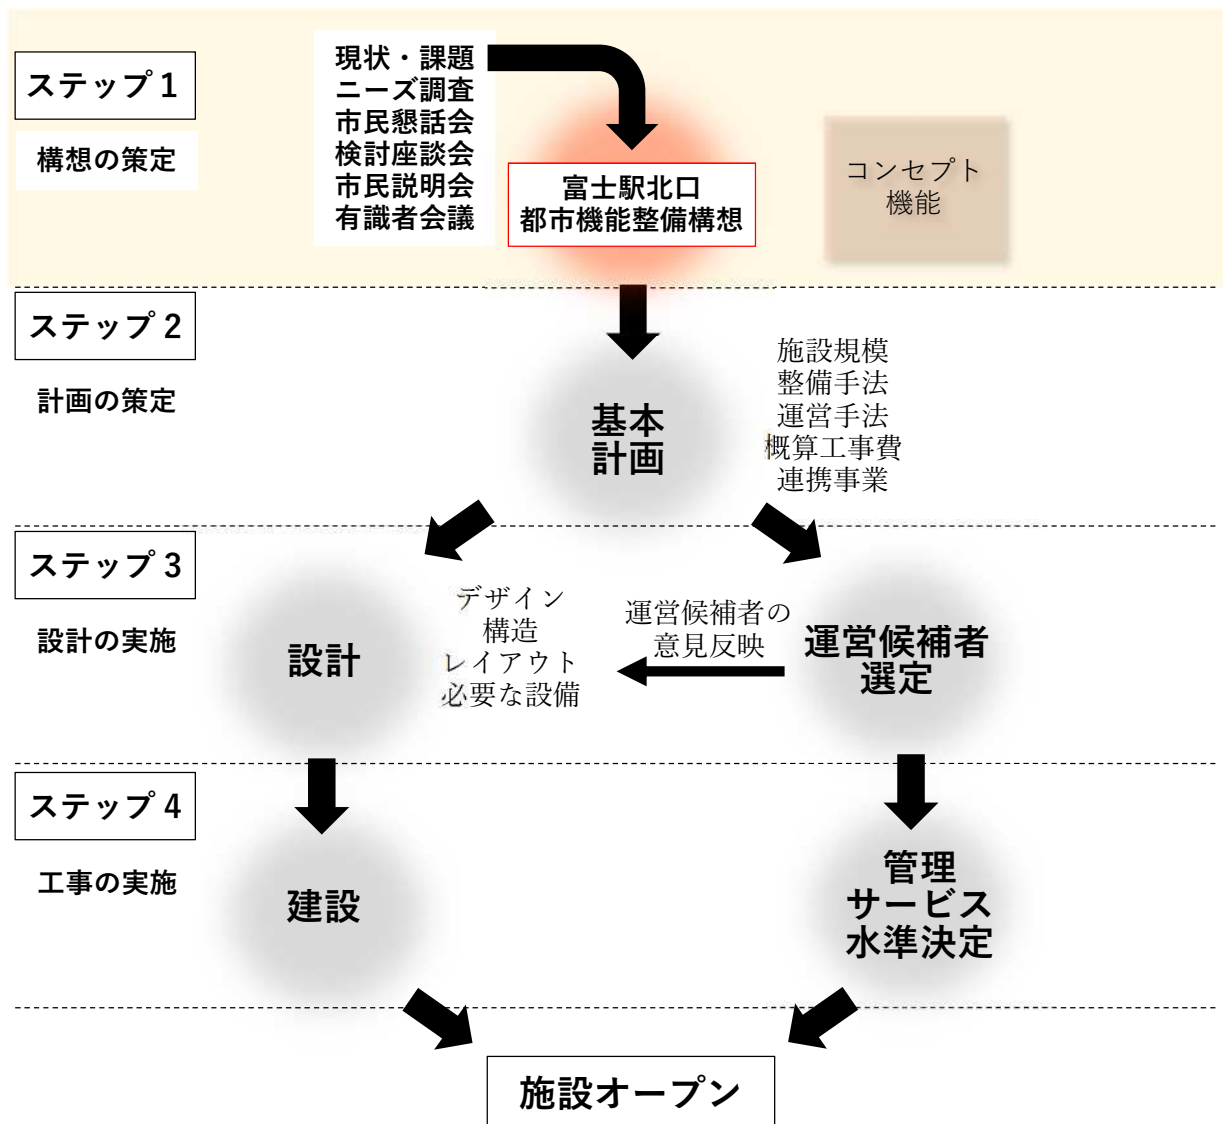 ステップ 1
構想の策定
現状・課題
ニーズ調査
市民懇話会
検討座談会
市民説明会
有識者会議
富士駅北口
都市機能整備構想
コンセプト
機能
ステップ 2
計画の策定
基本
計画
施設規模
整備手法
運営手法
概算工事費
連携事業
ステップ 3
設計の実施
設計
デザイン
構造
レイアウト
必要な設備
運営候補者の
意見反映
運営候補者
選定
ステップ 4
工事の実施
建設
管理
サービス
水準決定
施設オープン